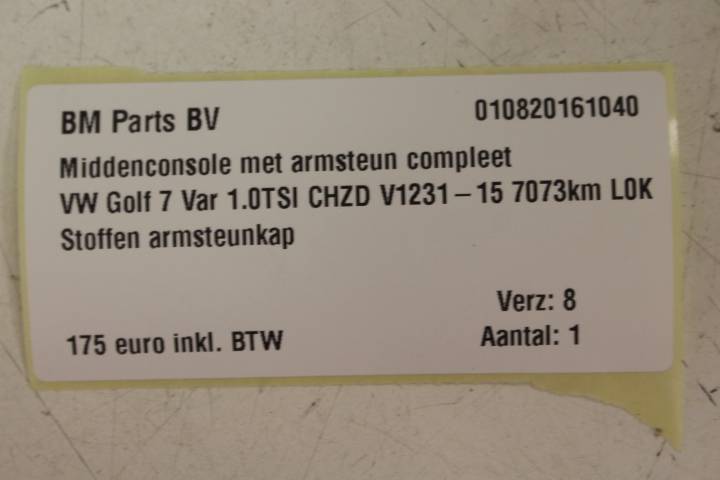 BM Parts BV 010820161040
Middenconsole met armsteun compleet
VW Golf 7 Var 1.0TSI CHZD V1231-15 7073km L0K
Stoffen armsteunkap
Verz: 8
175 euro inkl. BTW Aantal: 1